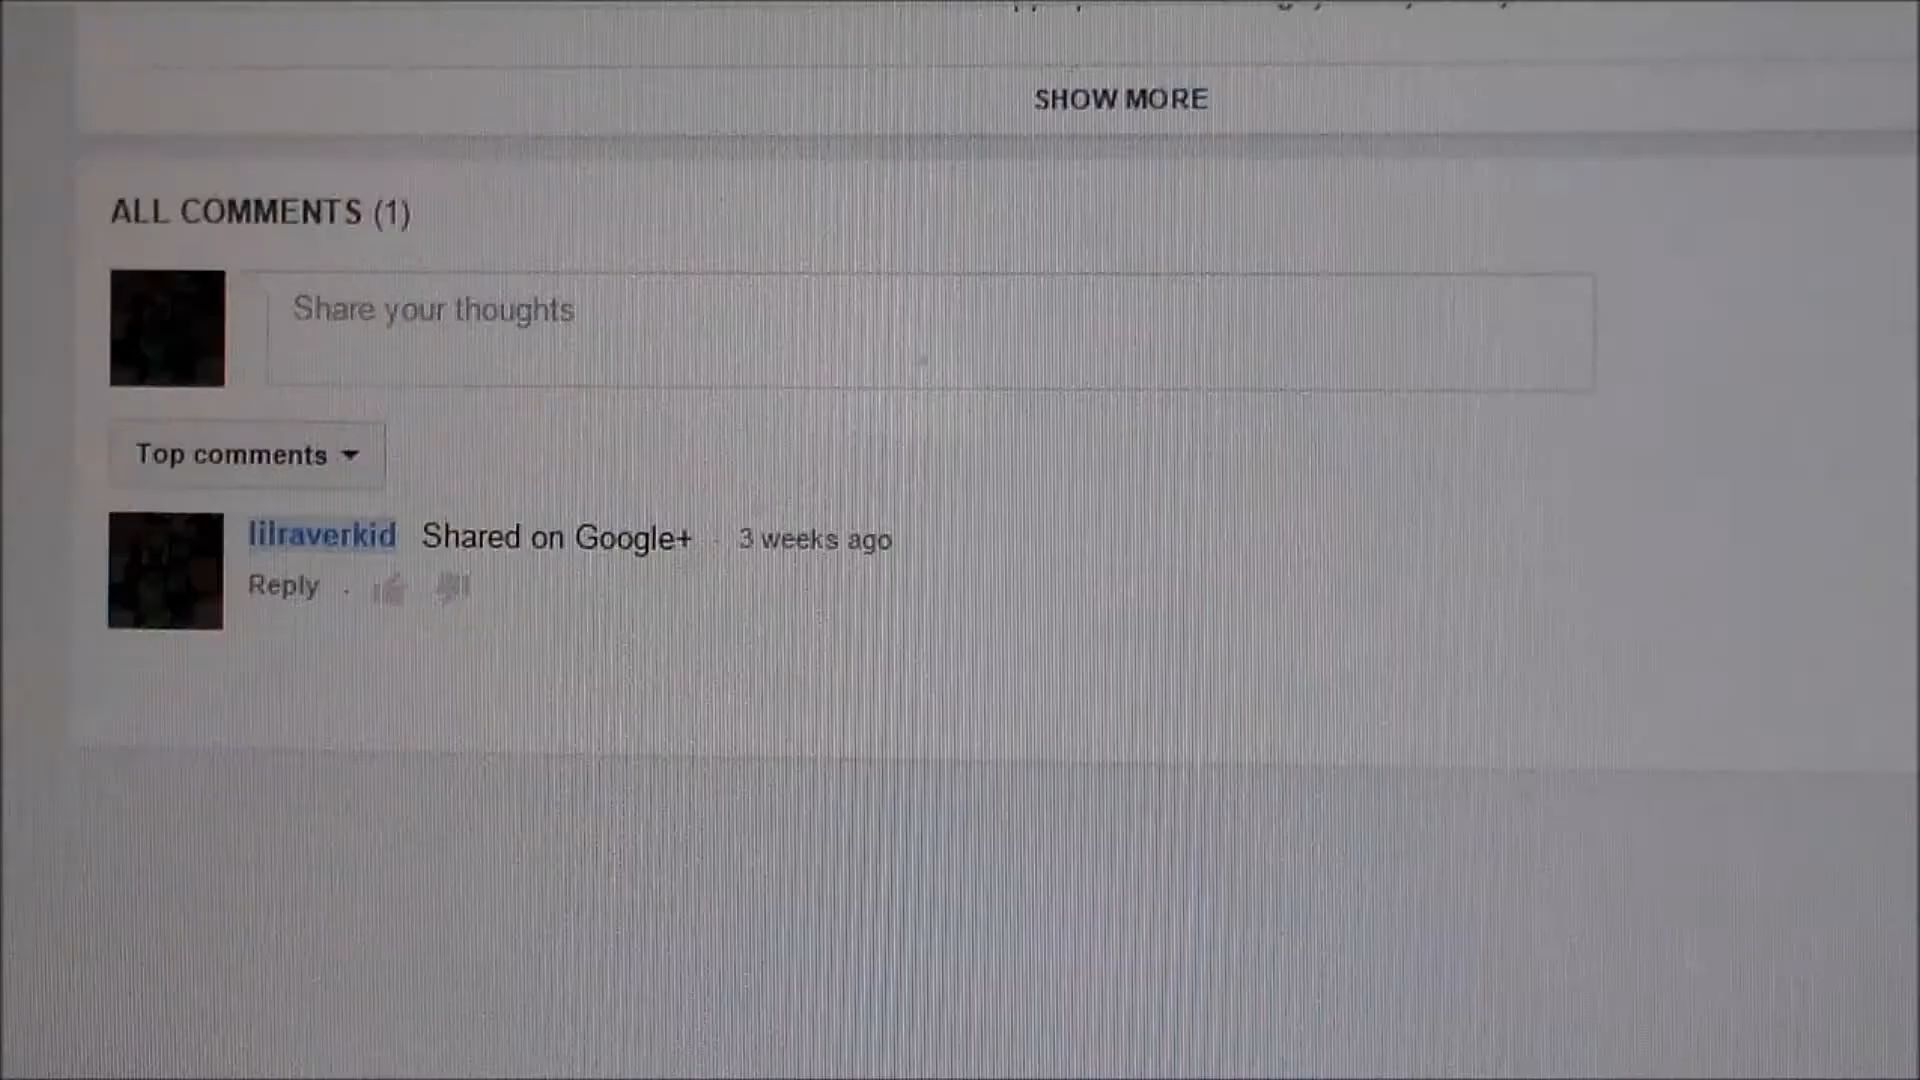 SHOW MORE
ALL COMMENTS (1)
Share your thoughts
Top comments
lilraverkid Shared on Google+ · 3 weeks ago
Reply ·